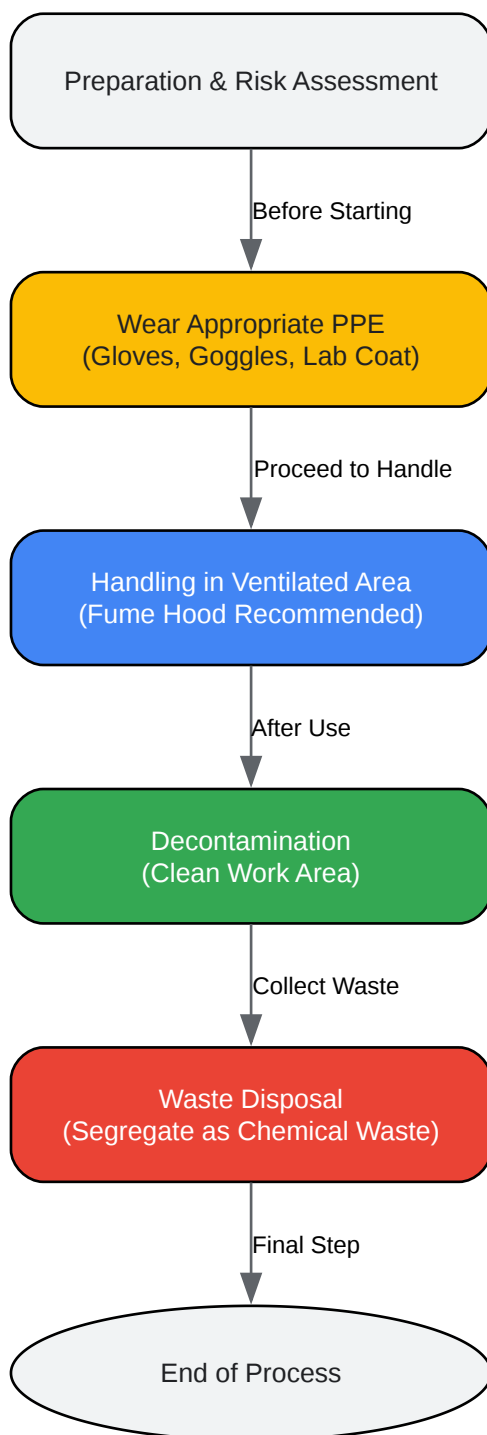 Preparation & Risk Assessment
Before Starting
Wear Appropriate PPE
(Gloves, Goggles, Lab Coat)
Proceed to Handle
Handling in Ventilated Area
(Fume Hood Recommended)
After Use
Decontamination
(Clean Work Area)
Collect Waste
Waste Disposal
(Segregate as Chemical Waste)
Final Step
End of Process